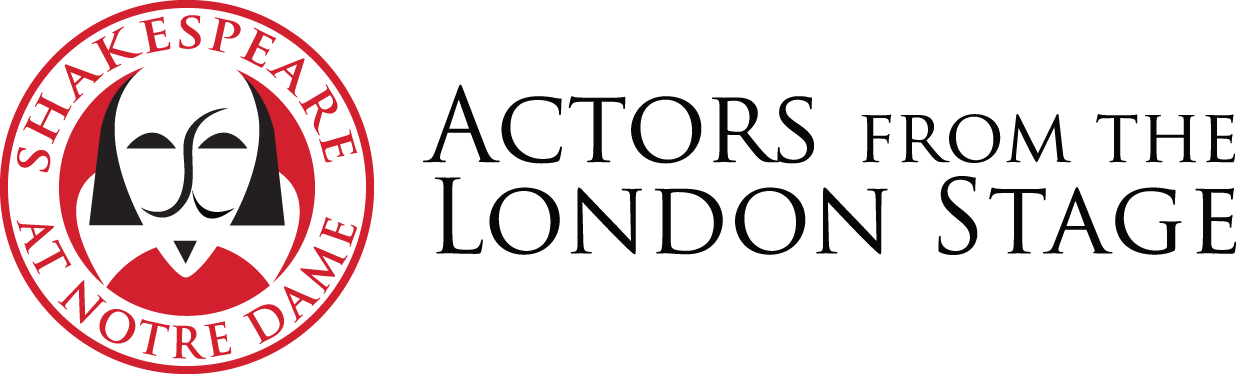 SHAKESPEARE
AT NOTRE DAME
ACTORS FROM THE
LONDON STAGE